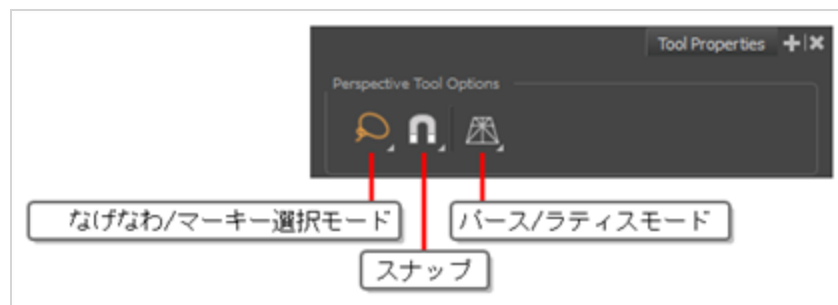 Tool Properties
Perspective Tool Options
なげなわ/マーキー選択モード
パース/ラティスモード
スナップ